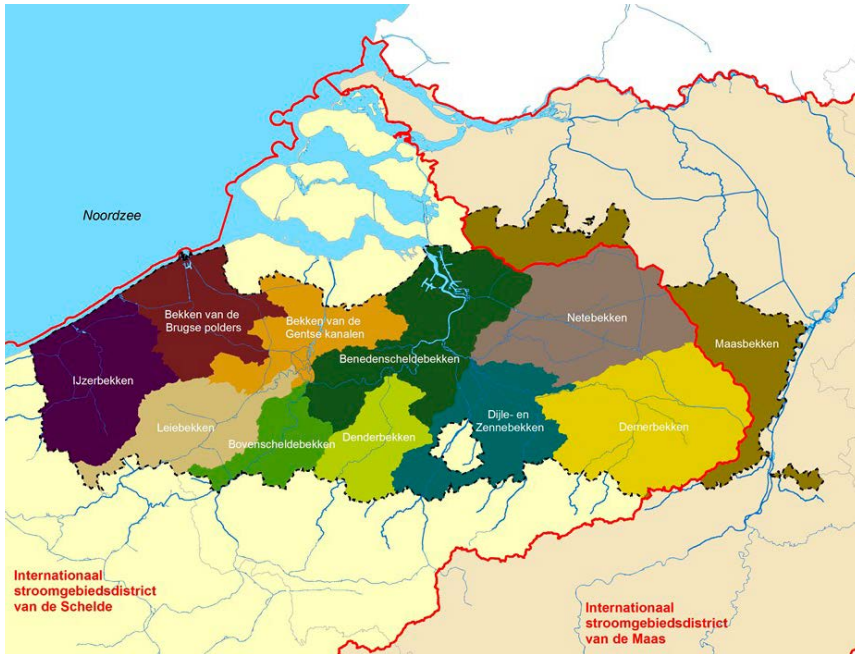 Noordzee
Bekken van de
Brugse polders
Bekken van de
Gentse kanalen
Netebekken
Maasbekken
Benedenscheldebekken
IJzerbekken
Leiebekken
Bovenscheldebekken
Denderbekken
Dijle- en
Zennebekken
Demerbekken
Internationaal
stroomgebiedsdistrict
van de Schelde
Internationaal
stroomgebiedsdistrict
van de Maas